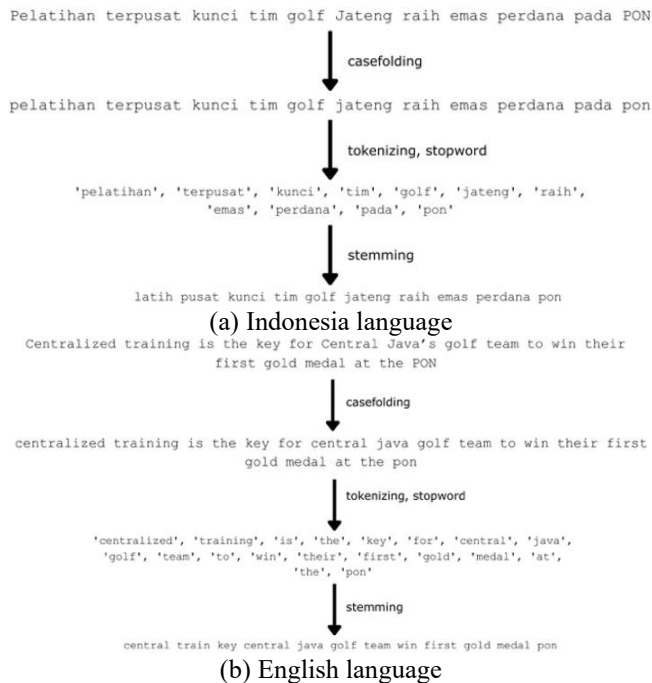 Pelatihan terpusat kunci tim golf Jateng raih emas perdana pada PON
casefolding
pelatihan terpusat kunci tim golf jateng raih emas perdana pada pon
tokenizing, stopword
'pelatihan', 'terpusat', 'kunci', 'tim', 'golf', 'jateng', 'raih',
'emas', 'perdana', 'pada', 'pon'
stemming
latih pusat kunci tim golf jateng raih emas perdana pon
(a) Indonesia language
Centralized training is the key for Central Java's golf team to win their
first gold medal at the PON
casefolding
centralized training is the key for central java golf team to win their first
gold medal at the pon
tokenizing, stopword
'centralized', 'training', 'is', 'the', 'key', 'for', 'central', 'java',
'golf', 'team', 'to', 'win', 'their', 'first', 'gold', 'medal', 'at',
'the', 'pon'
stemming
central train key central java golf team win first gold medal pon
(b) English language